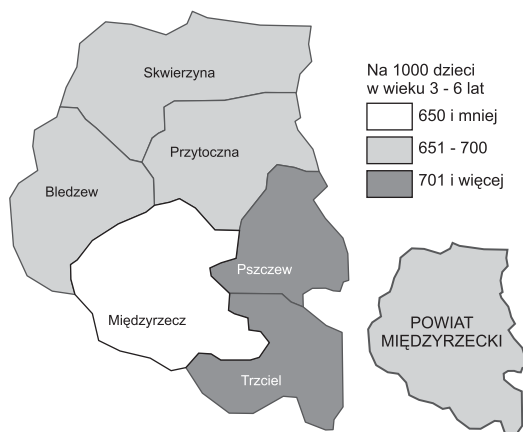 Skwierzyna
Przytoczna
Bledzew
Pszczew
Międzyrzecz
Trzciel
Na 1000 dzieci
w wieku 3 - 6 lat
650 i mniej
651 - 700
701 i więcej
POWIAT
MIĘDZYRZECKI